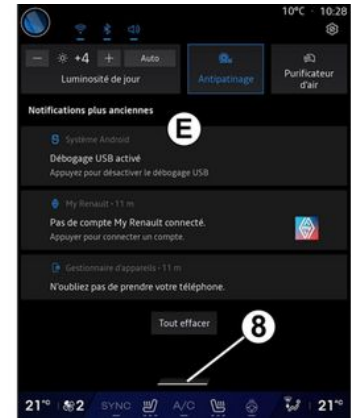 10°C · 10:28
— +4 + Auto
Luminosité de jour
Antipatinage
Purificateur
d'air
Notifications plus anciennes
E
Système Android
Débogage USB activé
Appuyez pour désactiver le débogage
USB
My Renault · 11 m
Pas de compte My Renault connecté.
Appuyer pour connecter un compte.
Gestionnaire d'appareils · 11 m
N'oubliez pas de prendre votre téléphone.
Tout effacer
8
21°° 2 SYNC A/C 21°°